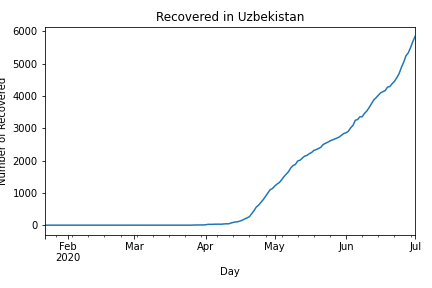 Recovered in Uzbekistan
Number of Recovered
6000
5000
4000
3000
2000
1000
0
Feb Mar Apr May Jun Jul
2020
Day